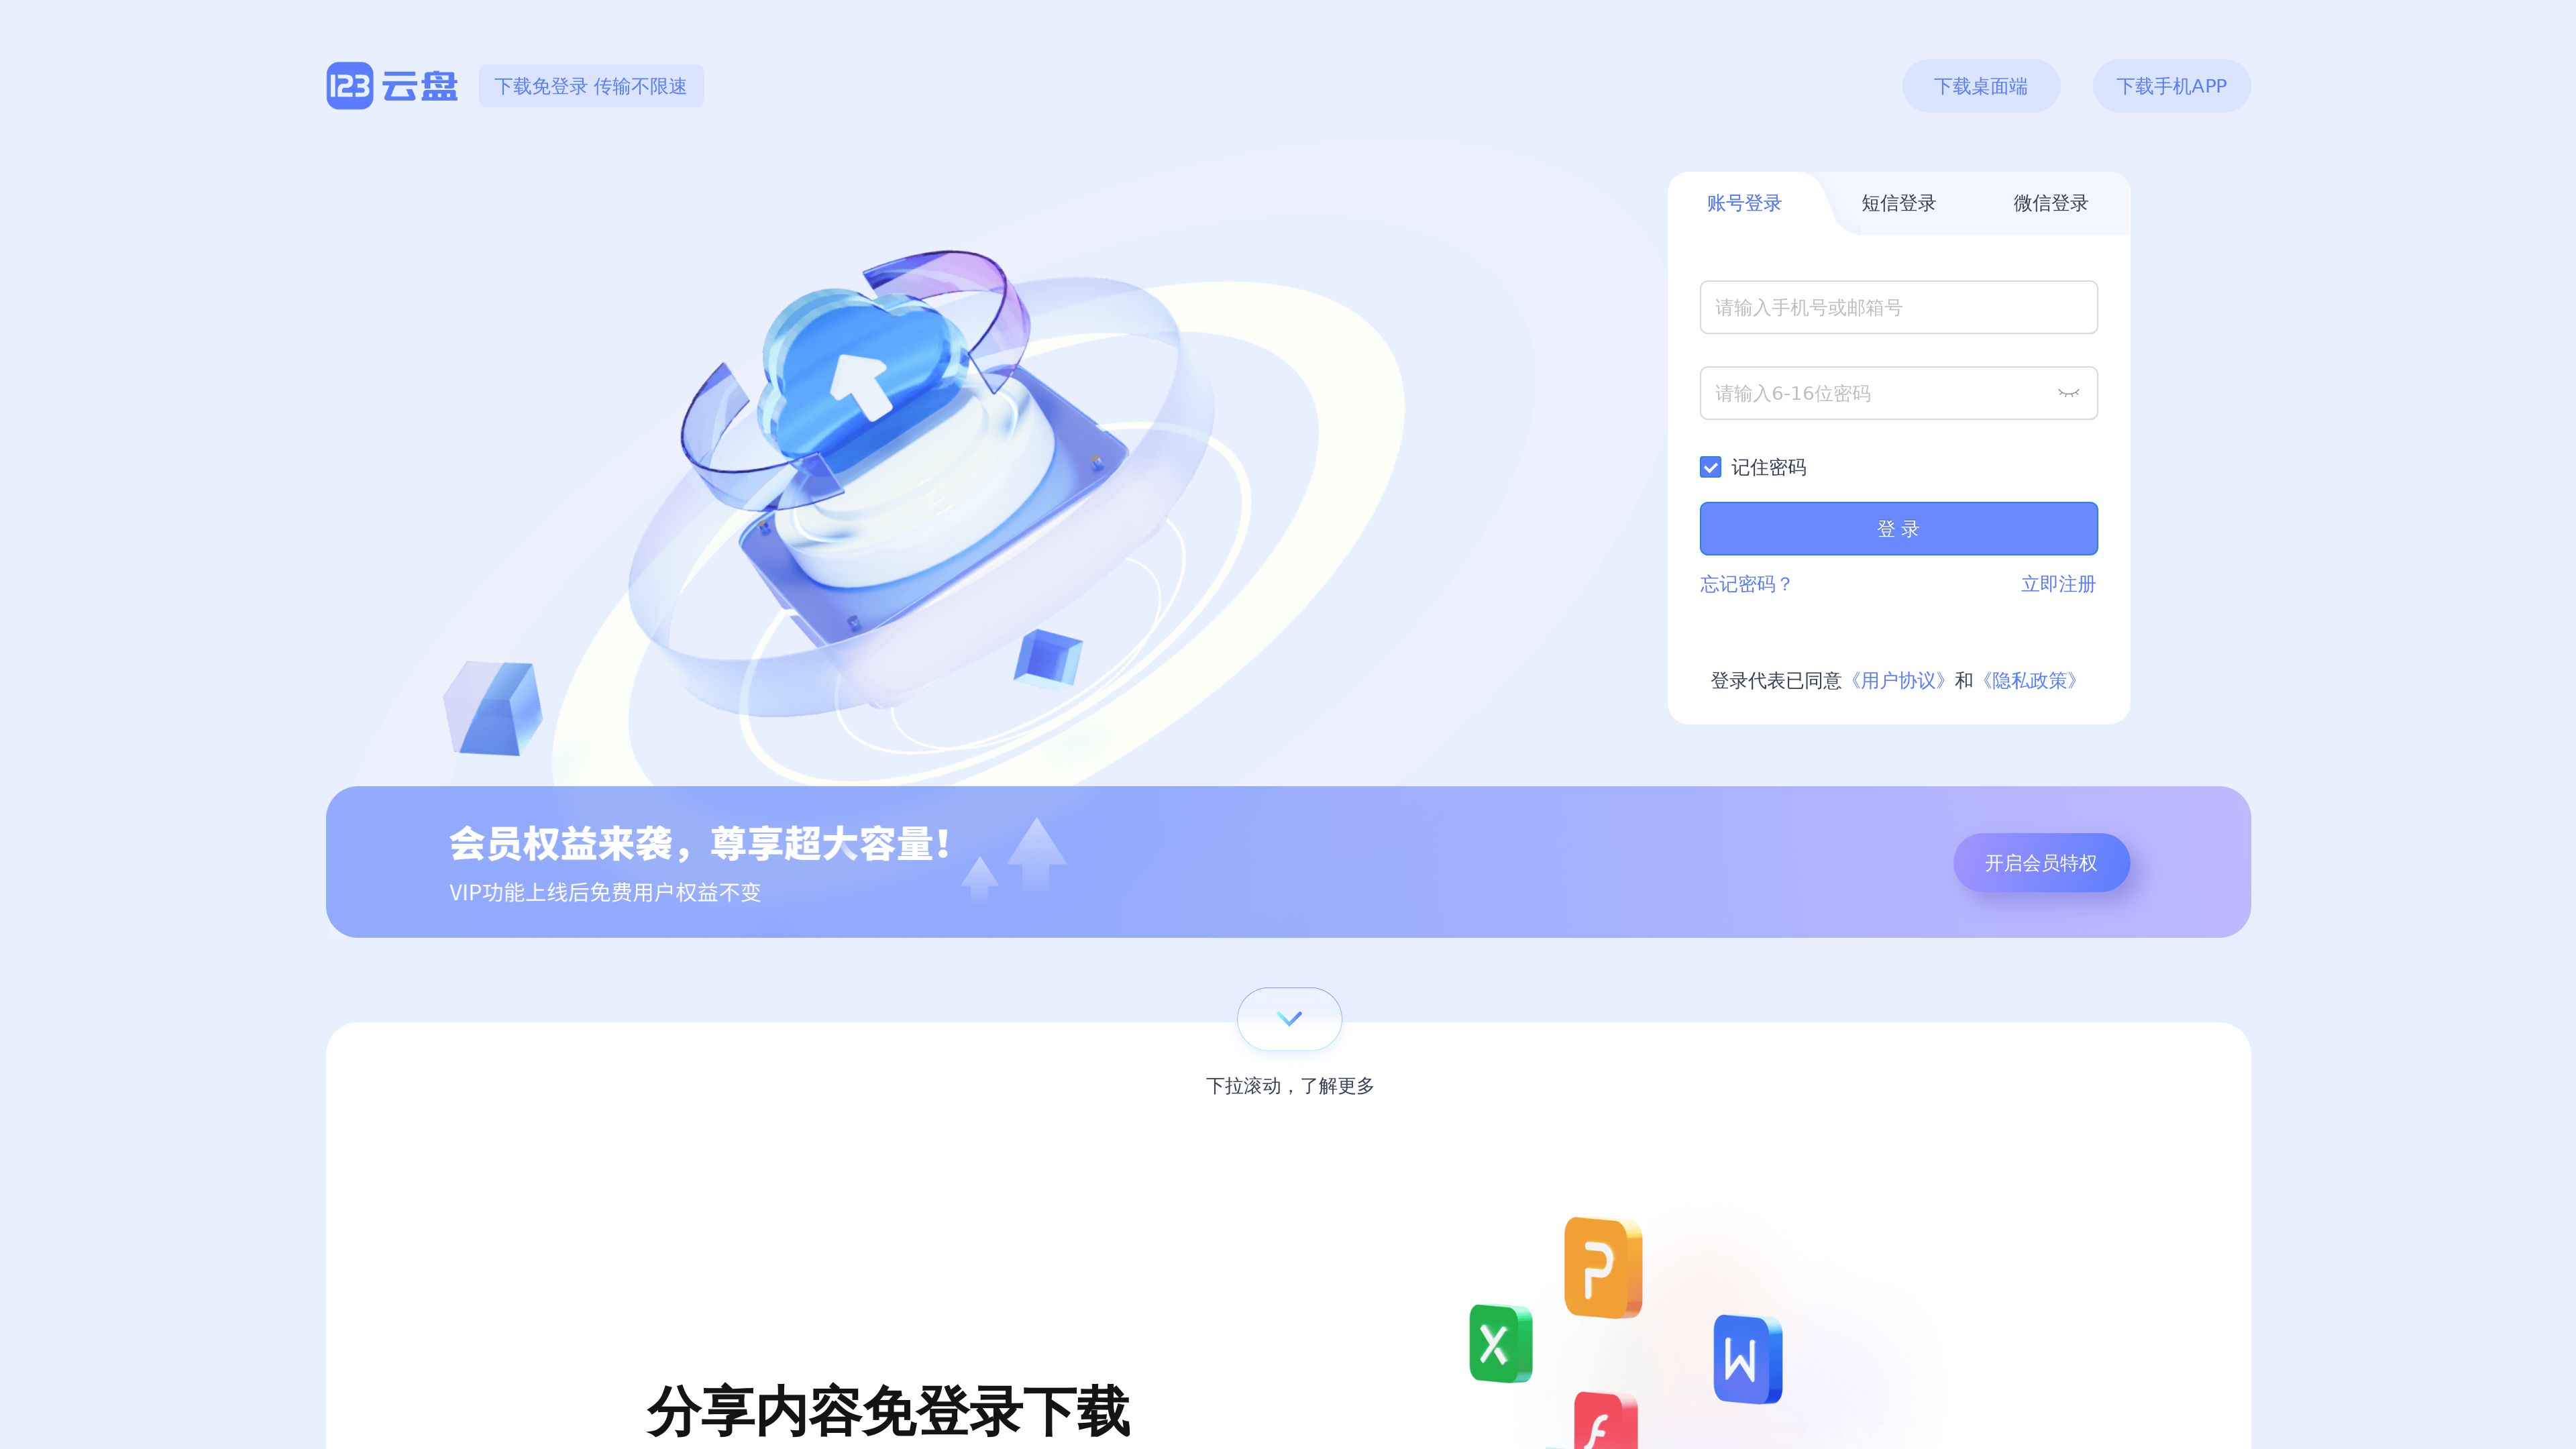 123 云盘
下载免登录 传输不限速
下载桌面端
下载手机APP
账号登录
短信登录
微信登录
请输入手机号或邮箱号
请输入6-16位密码
记住密码
登 录
忘记密码？
立即注册
登录代表已同意《用户协议》和《隐私政策》
会员权益来袭，尊享超大容量！
VIP功能上线后免费用户权益不变
开启会员特权
下拉滚动，了解更多
P
X
W
f
分享内容免登录下载